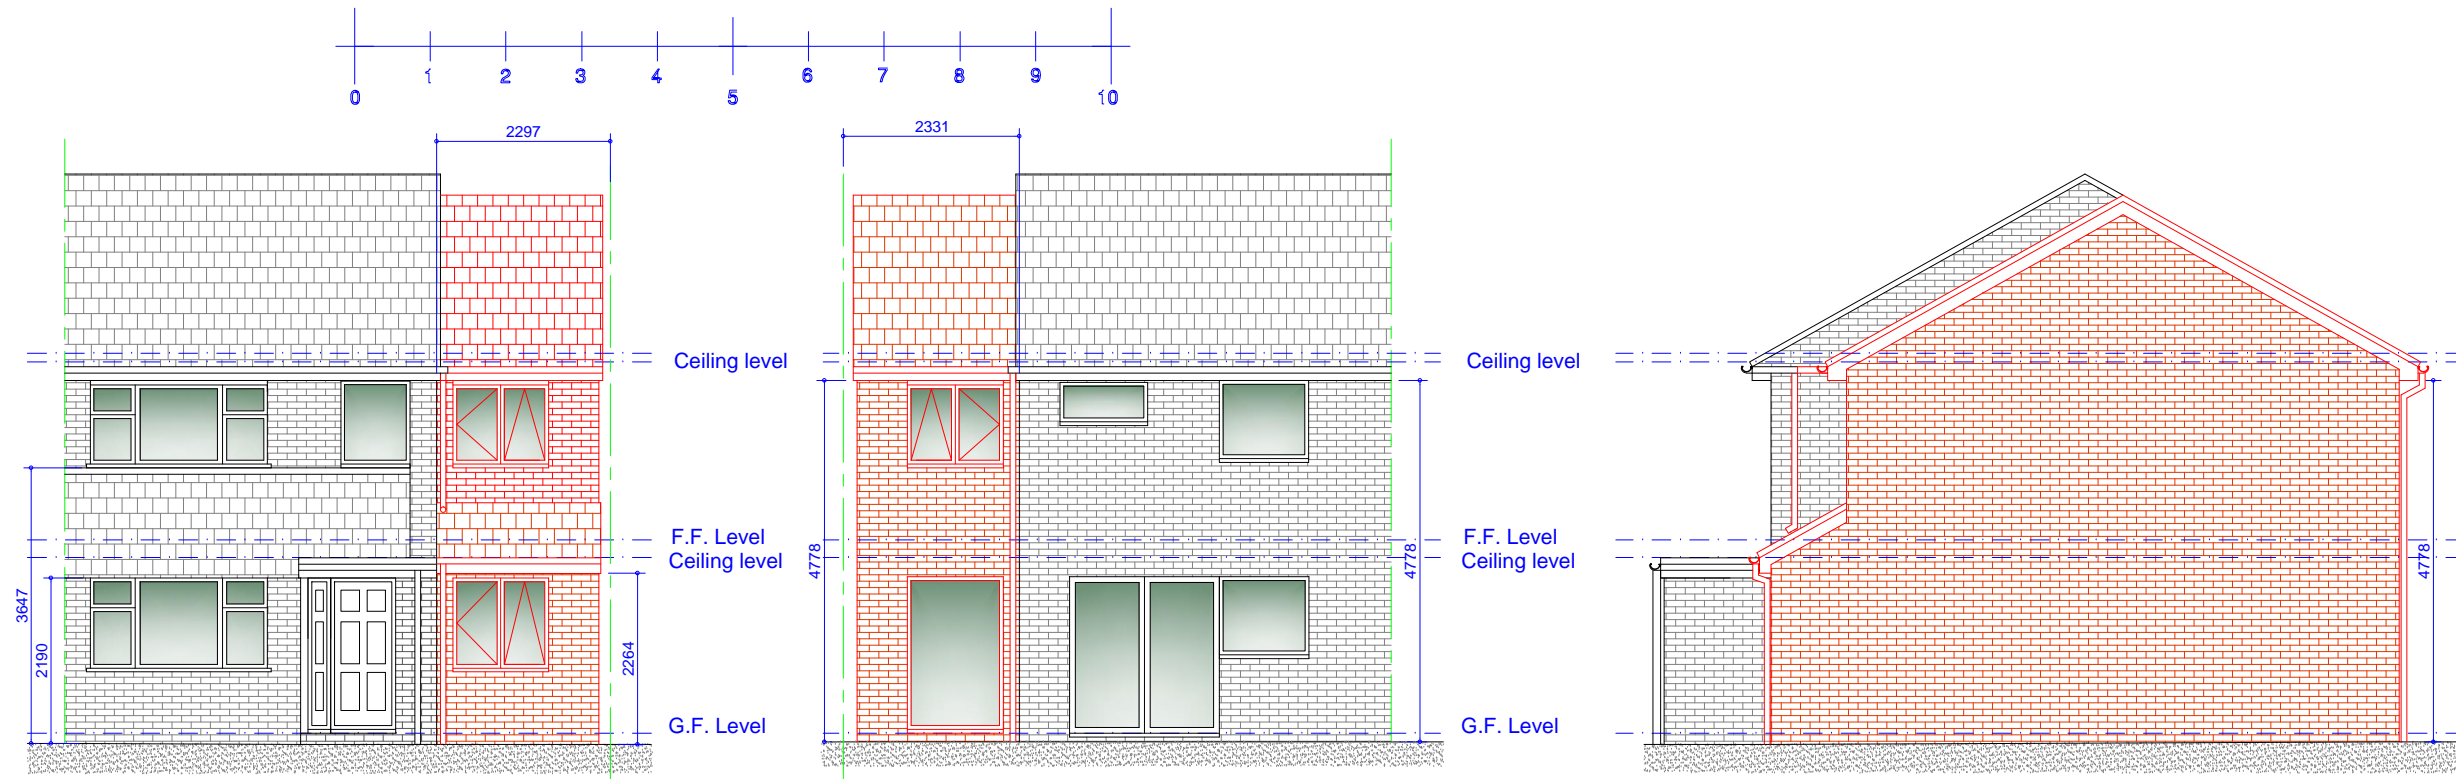 1 2 3 4 6 7 8 9
0 5 10
2297
2331
Ceiling level
Ceiling level
F.F. Level
Ceiling level
F.F. Level
Ceiling level
3647
2190
2264
4778
4778
4778
G.F. Level
G.F. Level